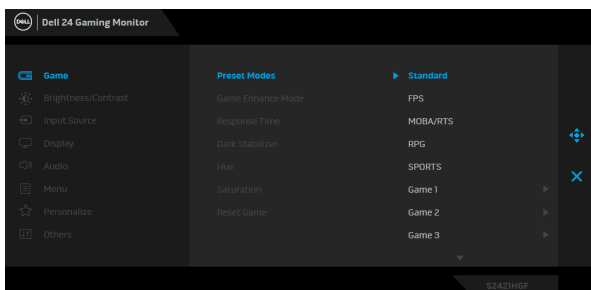 DELL
Dell 24 Gaming Monitor
Game
Brightness/Contrast
Input Source
Display
Audio
Menu
Personalize
Others
Preset Modes
Game Enhance Mode
Response Time
Dark Stabilizer
Hue
Saturation
Reset Game
Standard
FPS
MOBA/RTS
RPG
SPORTS
Game 1
Game 2
Game 3
S2421HGF